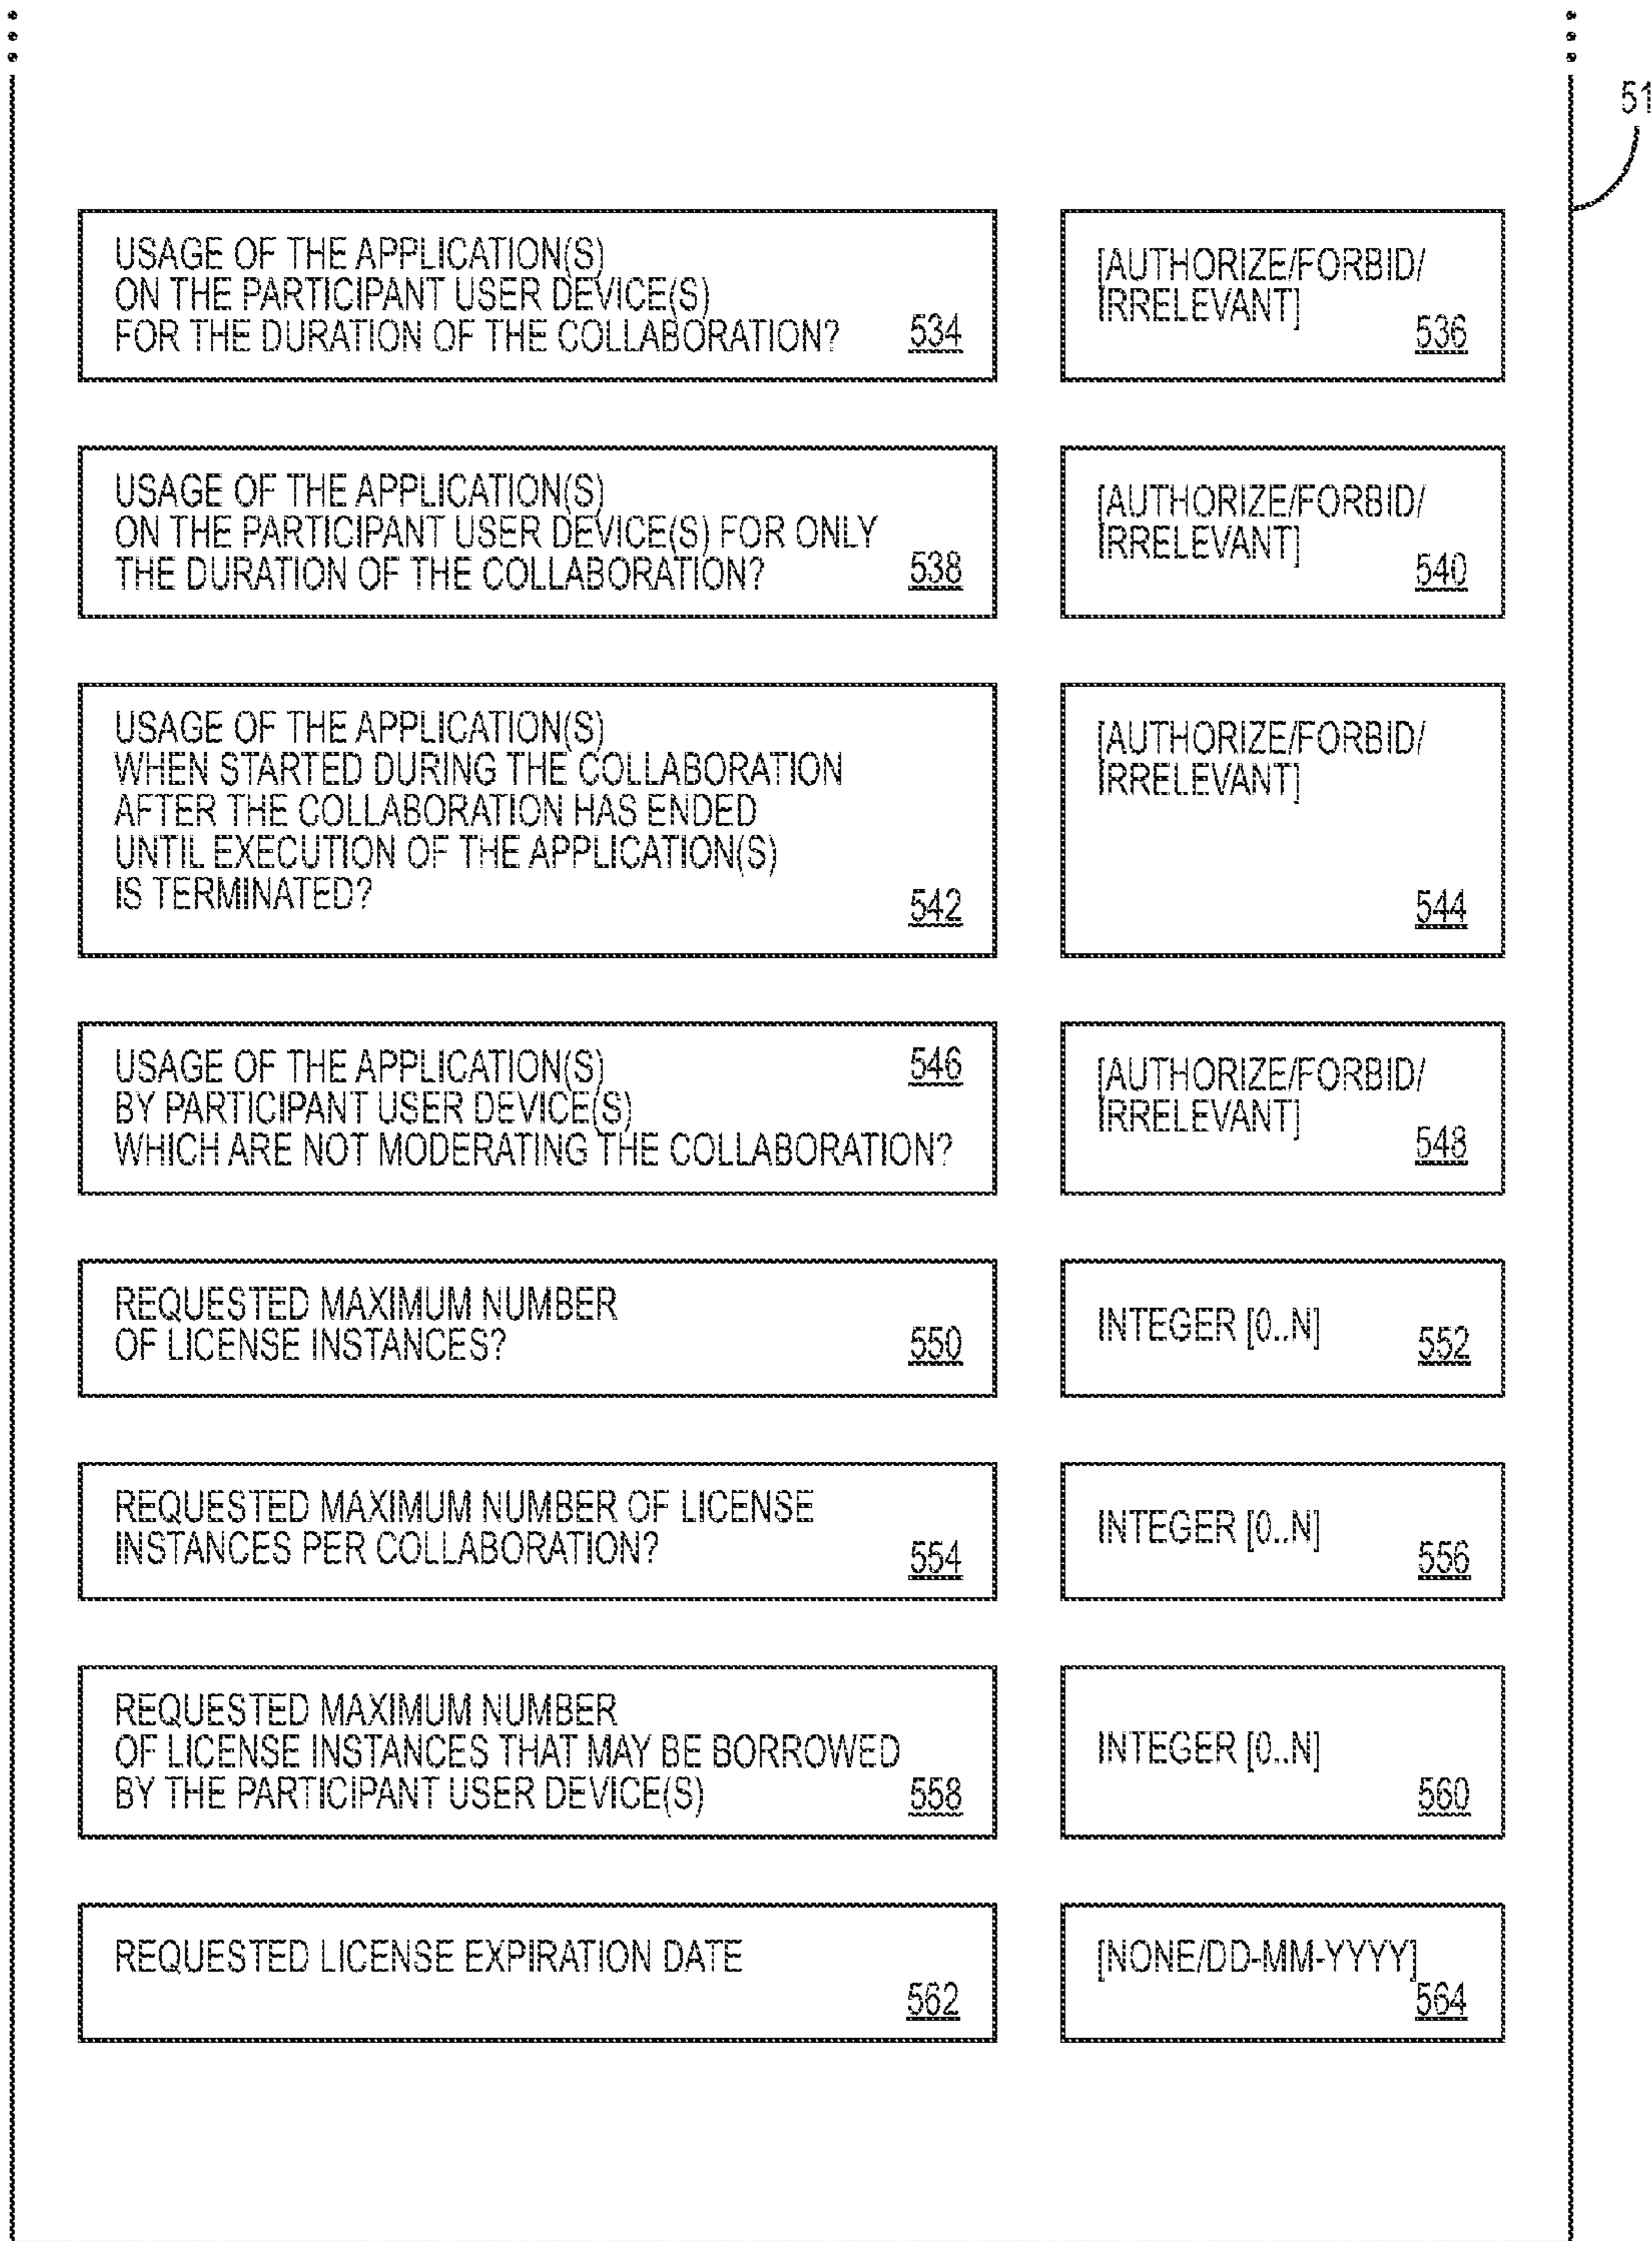 51
USAGE OF THE APPLICATION(S)
ON THE PARTICIPANT USER DEVICE(S)
FOR THE DURATION OF THE COLLABORATION? 534
[AUTHORIZE/FORBID/
IRRELEVANT]
536
USAGE OF THE APPLICATION(S)
ON THE PARTICIPANT USER DEVICE(S) FOR ONLY
THE DURATION OF THE COLLABORATION? 538
[AUTHORIZE/FORBID/
IRRELEVANT]
540
USAGE OF THE APPLICATION(S)
WHEN STARTED DURING THE COLLABORATION
AFTER THE COLLABORATION HAS ENDED
UNTIL EXECUTION OF THE APPLICATION(S)
IS TERMINATED?
542
[AUTHORIZE/FORBID/
IRRELEVANT]
544
USAGE OF THE APPLICATION(S) 546
BY PARTICIPANT USER DEVICE(S)
WHICH ARE NOT MODERATING THE COLLABORATION?
[AUTHORIZE/FORBID/
IRRELEVANT]
548
REQUESTED MAXIMUM NUMBER
OF LICENSE INSTANCES? 550
INTEGER [0..N] 552
REQUESTED MAXIMUM NUMBER OF LICENSE
INSTANCES PER COLLABORATION? 554
INTEGER [0..N] 556
REQUESTED MAXIMUM NUMBER
OF LICENSE INSTANCES THAT MAY BE BORROWED
BY THE PARTICIPANT USER DEVICE(S) 558
INTEGER [0..N]
560
REQUESTED LICENSE EXPIRATION DATE
562
[NONE/DD-MM-YYYY]
564